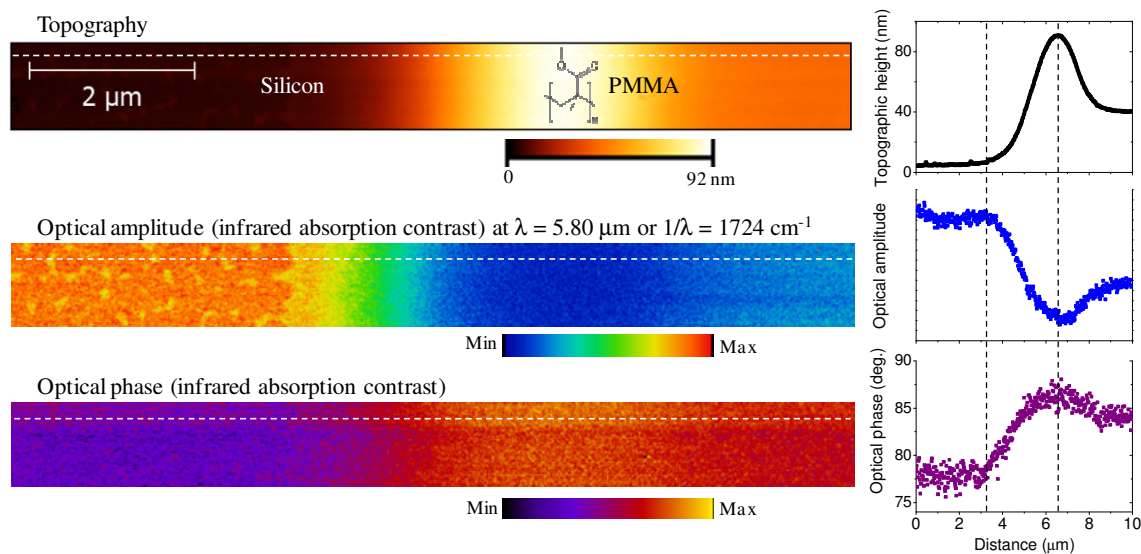 Topography
2 μm
Silicon
PMMA
0
92 nm
Optical amplitude (infrared absorption contrast) at λ = 5.80 μm or 1/λ = 1724 cm⁻¹
Min
Max
Optical phase (infrared absorption contrast)
Min
Max
Topographic height (nm)
80
40
0
Optical amplitude
Optical phase (deg.)
90
85
80
75
0
2
4
6
8
10
Distance (μm)